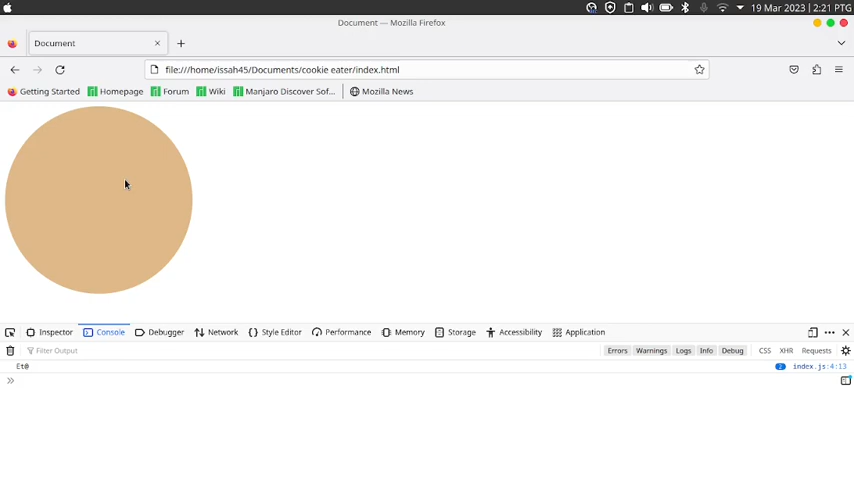 19 Mar 2023 | 2:21 PTG
Document — Mozilla Firefox
Document
file:///home/issah45/Documents/cookie eater/index.html
Getting Started Homepage Forum Wiki Manjaro Discover Sof... Mozilla News
Inspector Console Debugger Network Style Editor Performance Memory Storage Accessibility Application
Filter Output Errors Warnings Logs Info Debug CSS XHR Requests
Et@ 2 index.js:4:13